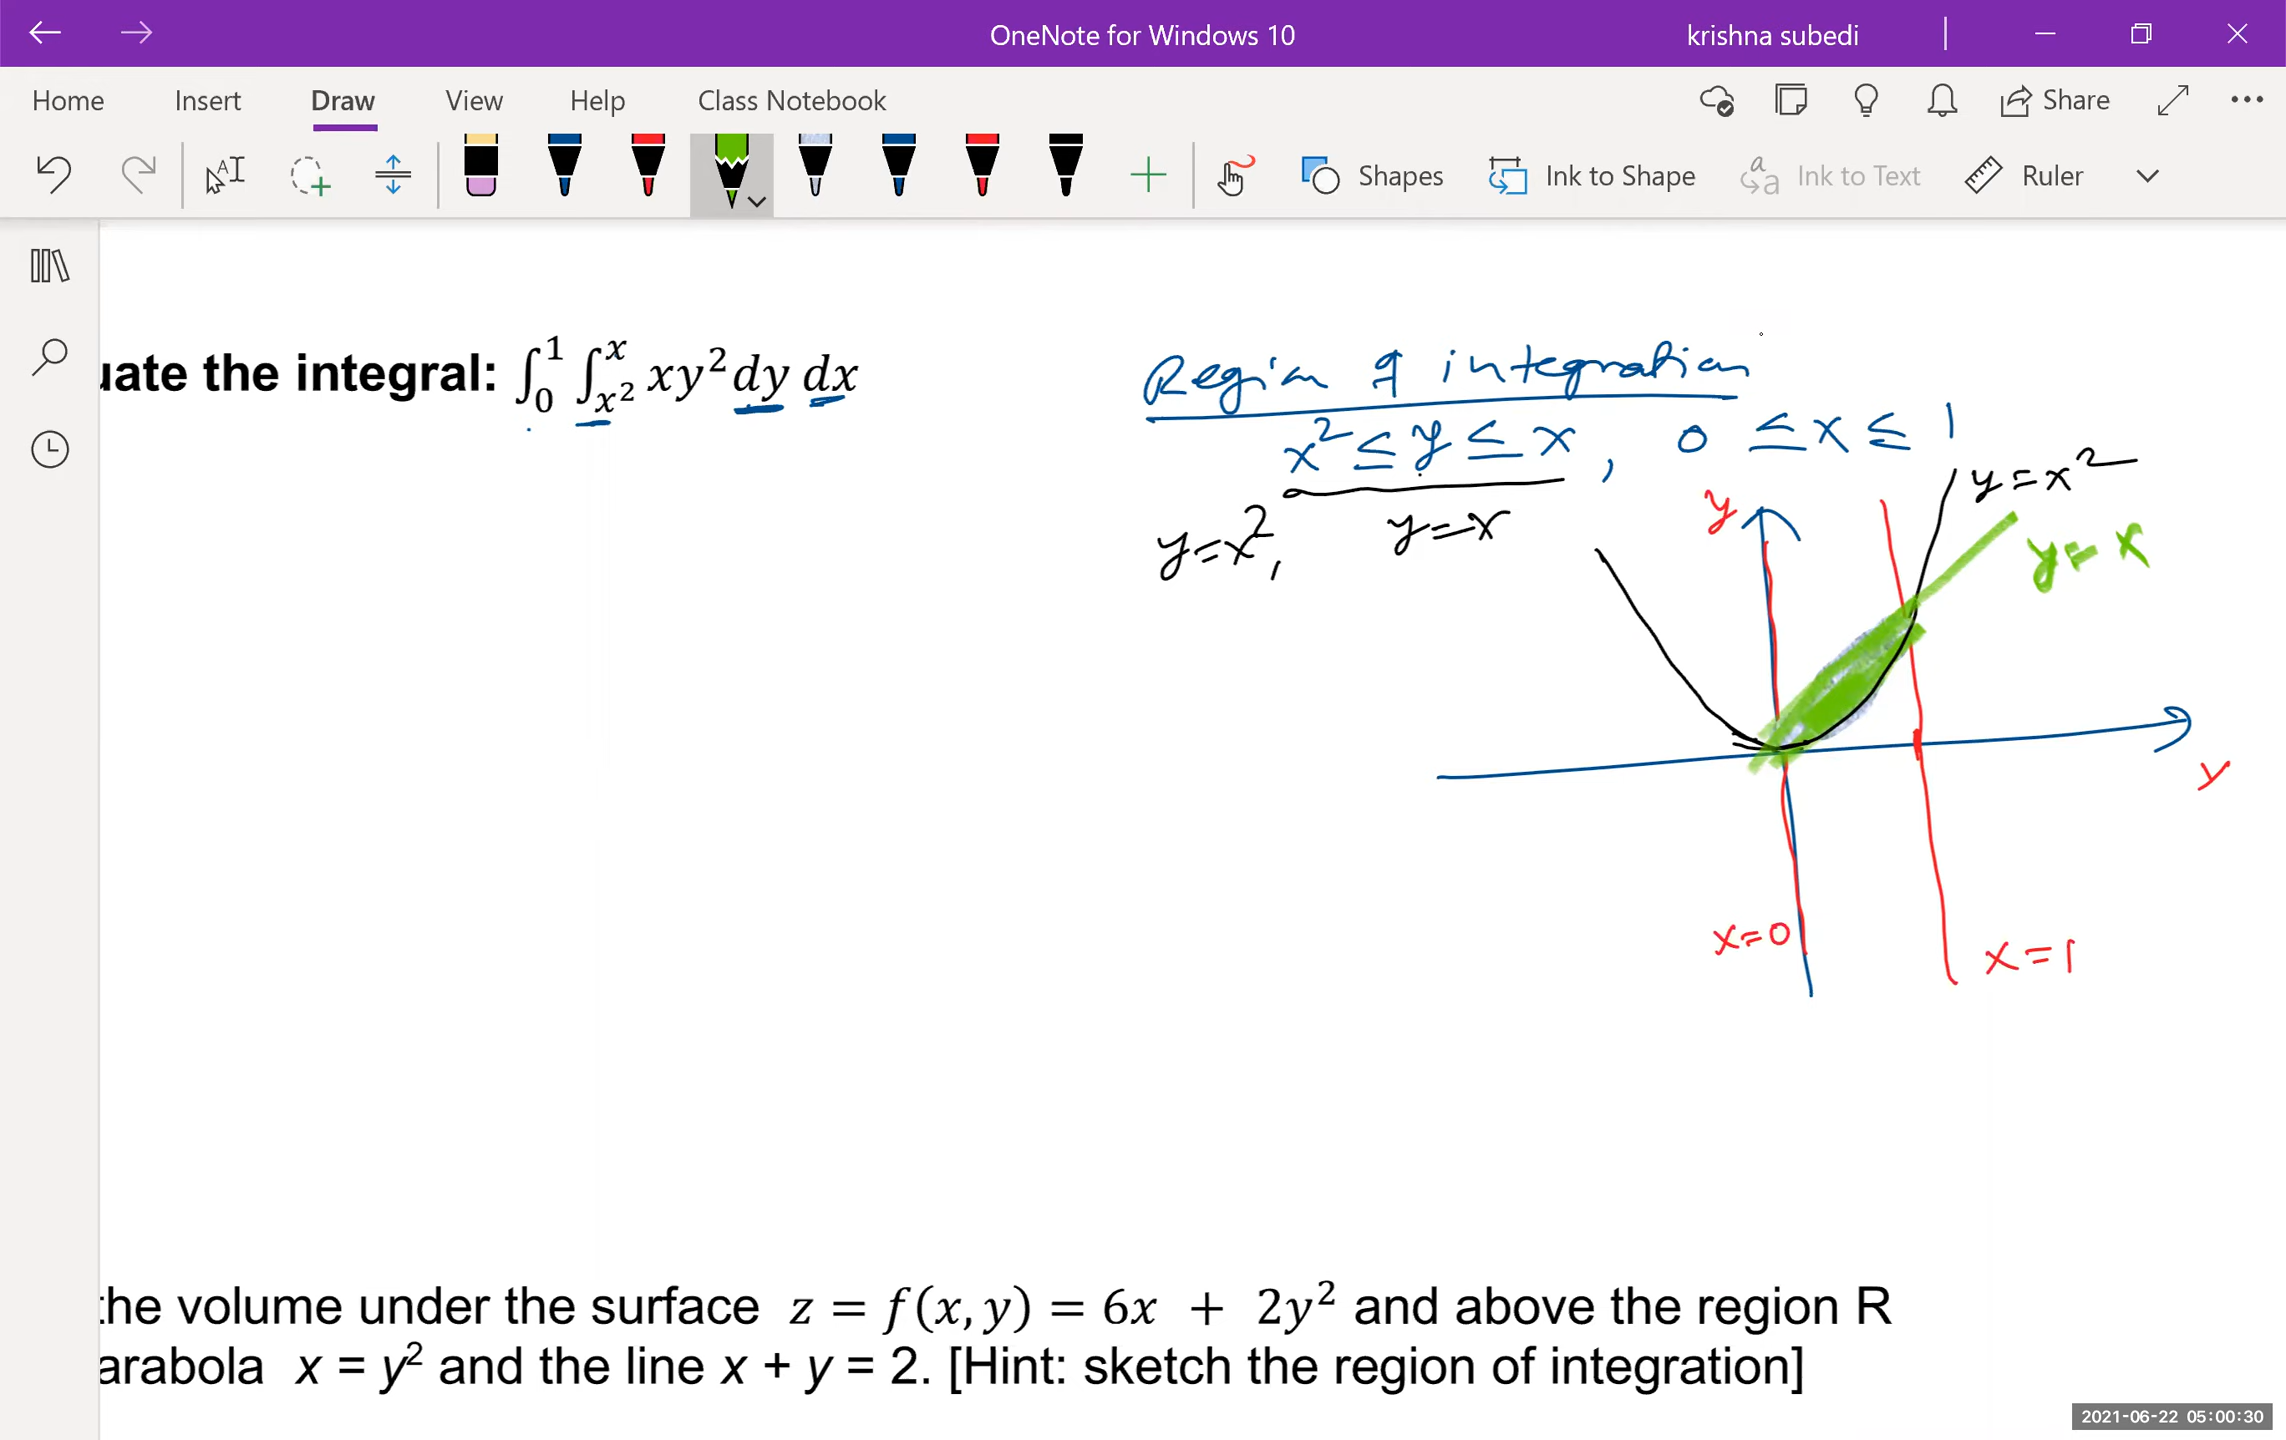 OneNote for Windows 10
krishna subedi
Home Insert Draw View Help Class Notebook Share
Shapes Ink to Shape Ink to Text Ruler
uate the integral: ∫₀¹ ∫ₓ²ˣ xy² dy dx
Region of integration
x² ≤ y ≤ x , 0 ≤ x ≤ 1
y = x², y = x
y
y = x²
y = x
y
x=0
x=1
the volume under the surface z = f(x, y) = 6x + 2y² and above the region R
arabola x = y² and the line x + y = 2. [Hint: sketch the region of integration]
2021-06-22 05:00:30